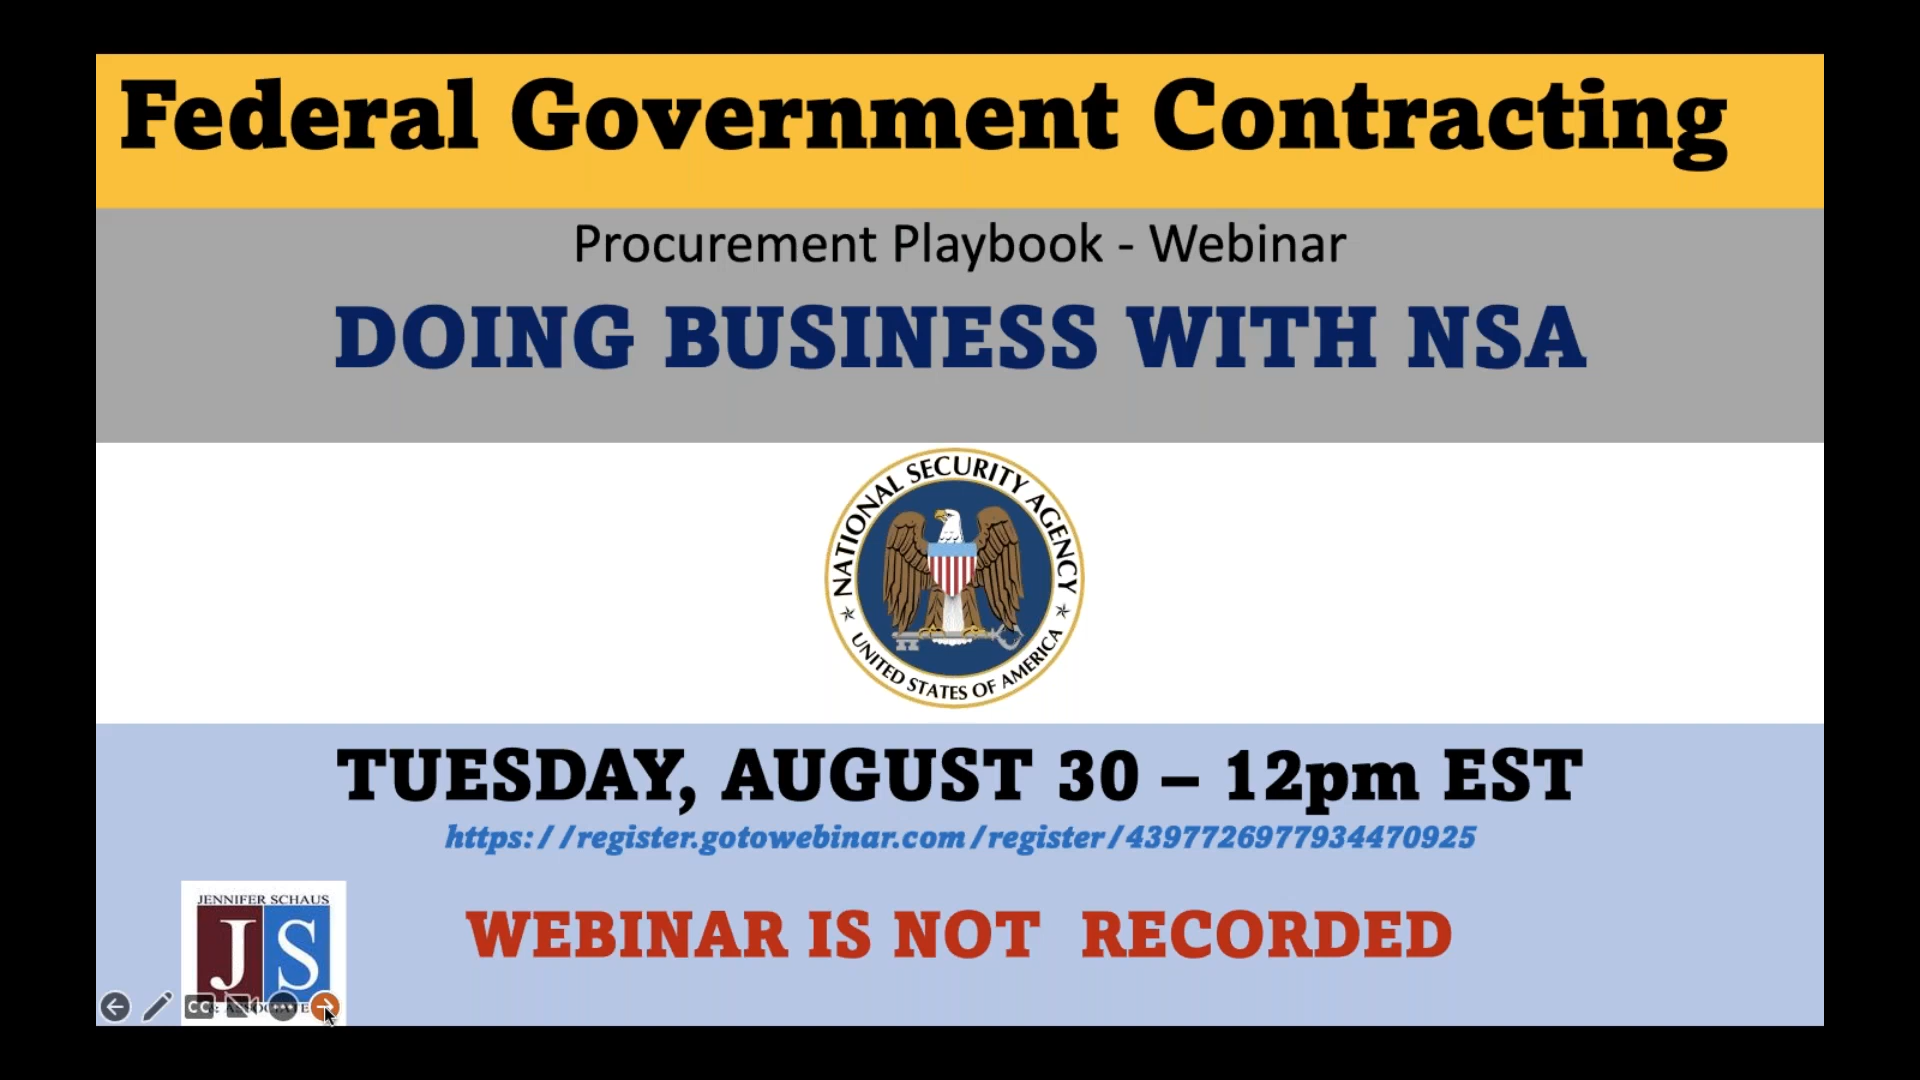 Federal Government Contracting
Procurement Playbook - Webinar
DOING BUSINESS WITH NSA
NATIONAL SECURITY AGENCY
UNITED STATES OF AMERICA
TUESDAY, AUGUST 30 – 12pm EST
https://register.gotowebinar.com/register/4397726977934470925
JENNIFER SCHAUS
JS
WEBINAR IS NOT RECORDED
CC